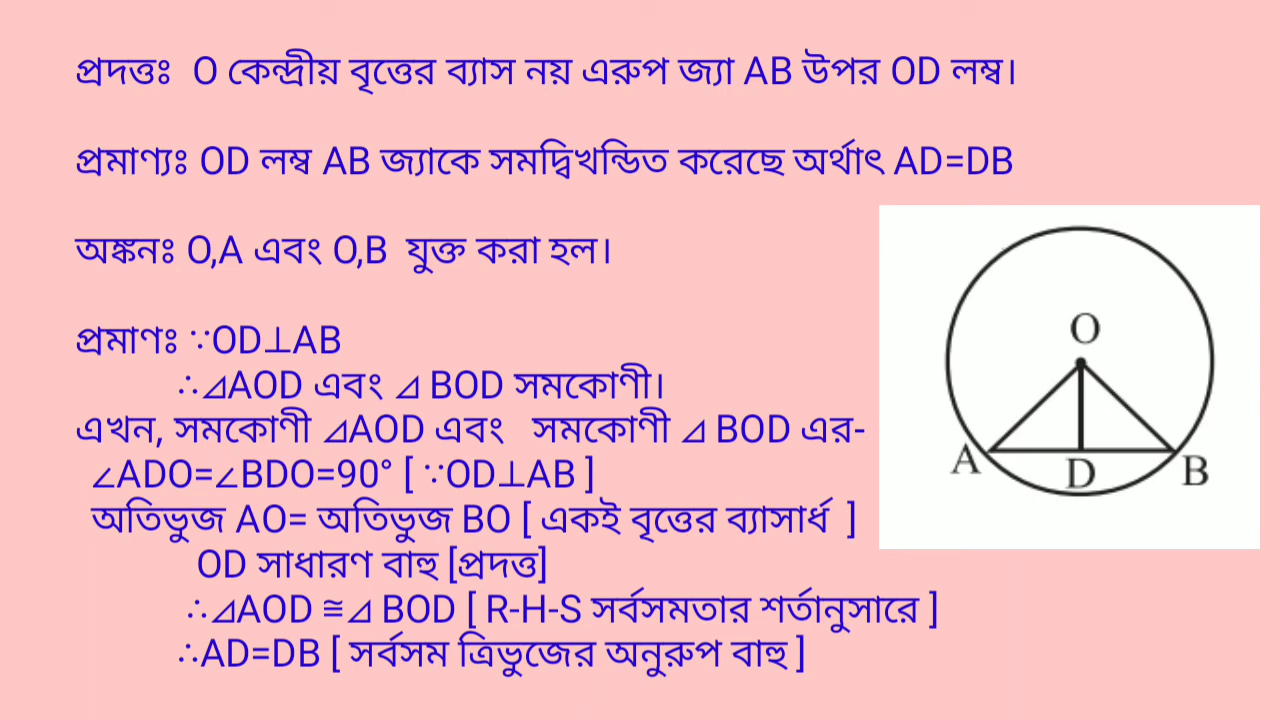 প্রদত্তঃ O কেন্দ্রীয় বৃত্তের ব্যাস নয় এরুপ জ্যা AB উপর OD লম্ব।
প্রমাণ্যঃ OD লম্ব AB জ্যাকে সমদ্বিখন্ডিত করেছে অর্থাৎ AD=DB
অঙ্কনঃ O,A এবং O,B যুক্ত করা হল।
প্রমাণঃ ∵OD⊥AB
∴⊿AOD এবং ⊿ BOD সমকোণী।
এখন, সমকোণী ⊿AOD এবং সমকোণী ⊿ BOD এর-
∠ADO=∠BDO=90° [ ∵OD⊥AB ]
অতিভুজ AO= অতিভুজ BO [ একই বৃত্তের ব্যাসার্ধ ]
OD সাধারণ বাহু [প্রদত্ত]
∴⊿AOD ≅⊿ BOD [ R-H-S সর্বসমতার শর্তানুসারে ]
∴AD=DB [ সর্বসম ত্রিভুজের অনুরুপ বাহু ]
O
A
D
B